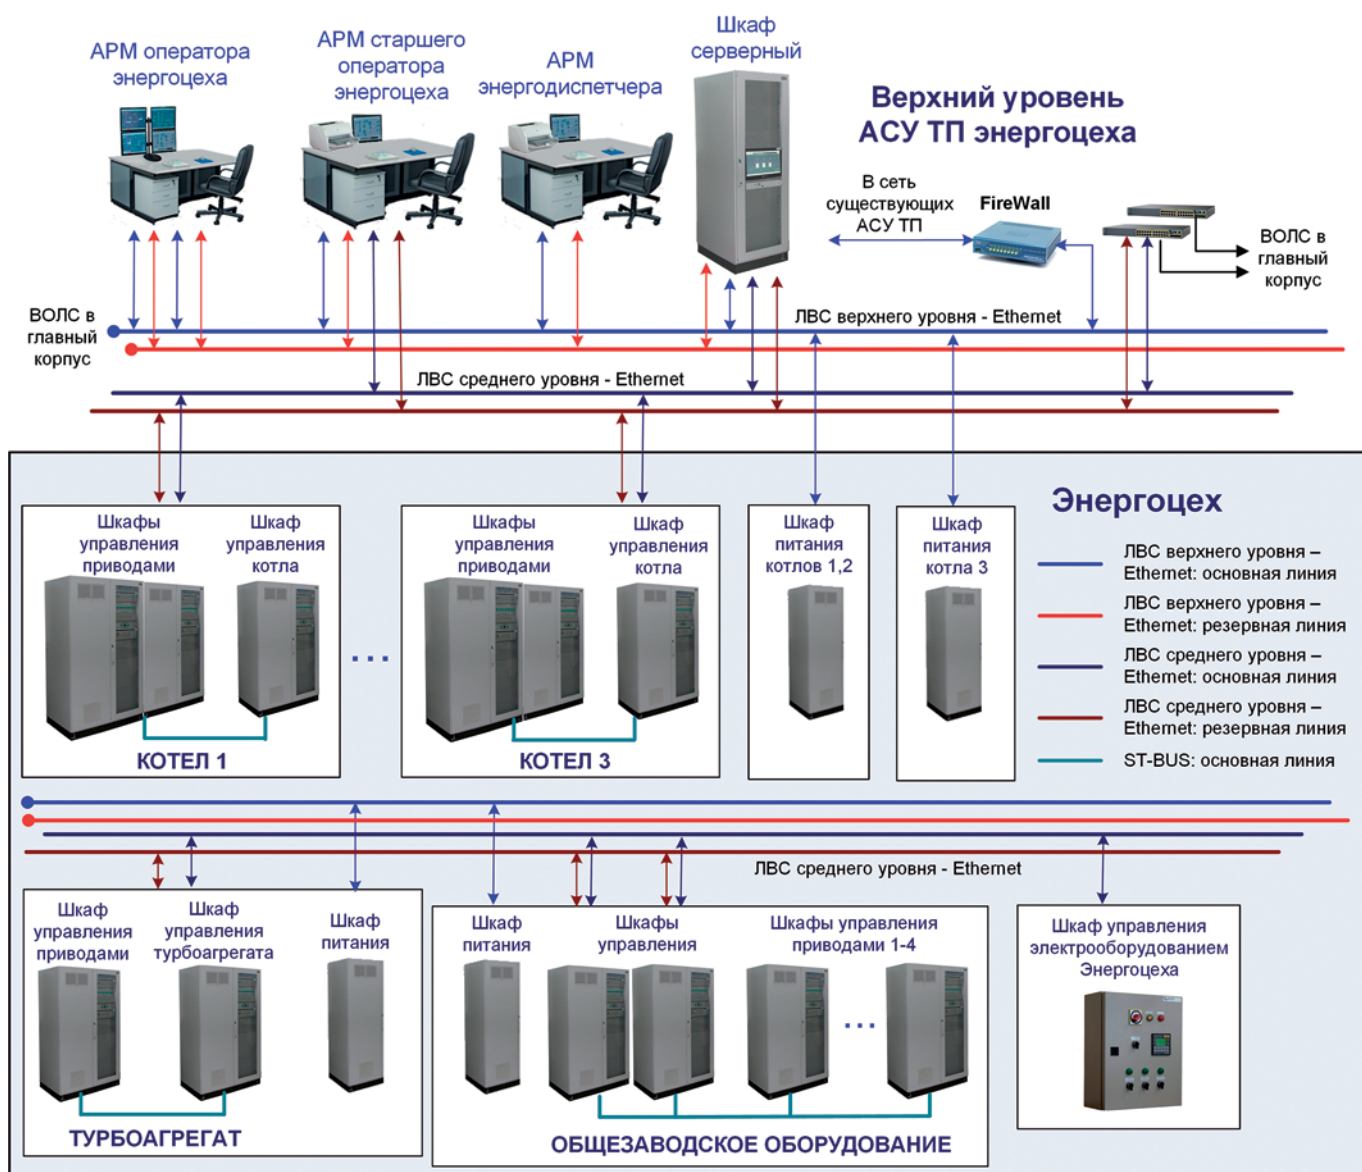 АРМ оператора
энергоцеха
АРМ старшего
оператора
энергоцеха
АРМ
энергодиспетчера
Шкаф
серверный
Верхний уровень
АСУ ТП энергоцеха
В сеть
существующих
АСУ ТП
FireWall
ВОЛС в
главный
корпус
ВОЛС в
главный
корпус
ЛВС верхнего уровня - Ethernet
ЛВС среднего уровня - Ethernet
Энергоцех
Шкафы
управления
приводами
Шкаф
управления
котла
КОТЕЛ 1
...
Шкафы
управления
приводами
Шкаф
управления
котла
КОТЕЛ 3
Шкаф
питания
котлов 1,2
Шкаф
питания
котла 3
ЛВС верхнего уровня –
Ethernet: основная линия
ЛВС верхнего уровня –
Ethernet: резервная линия
ЛВС среднего уровня –
Ethernet: основная линия
ЛВС среднего уровня –
Ethernet: резервная линия
ST-BUS: основная линия
ЛВС среднего уровня - Ethernet
Шкаф
управления
приводами
Шкаф
управления
турбоагрегата
Шкаф
питания
ТУРБОАГРЕГАТ
Шкаф
питания
Шкафы
управления
Шкафы управления
приводами 1-4
...
ОБЩЕЗАВОДСКОЕ ОБОРУДОВАНИЕ
Шкаф управления
электрооборудованием
Энергоцеха